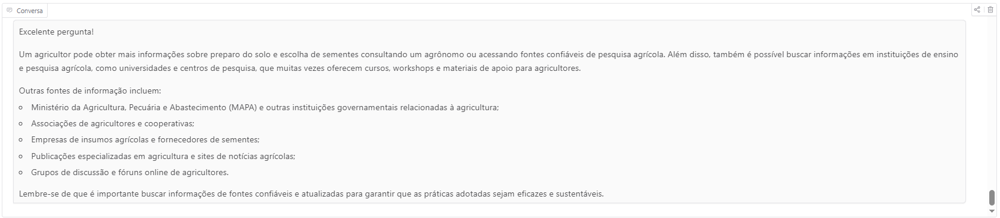 Conversa
Excelente pergunta!
Um agricultor pode obter mais informações sobre preparo do solo e escolha de sementes consultando um agrônomo ou acessando fontes confiáveis de pesquisa agrícola. Além disso, também é possível buscar informações em instituições de ensino
e pesquisa agrícola, como universidades e centros de pesquisa, que muitas vezes oferecem cursos, workshops e materiais de apoio para agricultores.
Outras fontes de informação incluem:
Ministério da Agricultura, Pecuária e Abastecimento (MAPA) e outras instituições governamentais relacionadas à agricultura;
Associações de agricultores e cooperativas;
Empresas de insumos agrícolas e fornecedores de sementes;
Publicações especializadas em agricultura e sites de notícias agrícolas;
Grupos de discussão e fóruns online de agricultores.
Lembre-se de que é importante buscar informações de fontes confiáveis e atualizadas para garantir que as práticas adotadas sejam eficazes e sustentáveis.